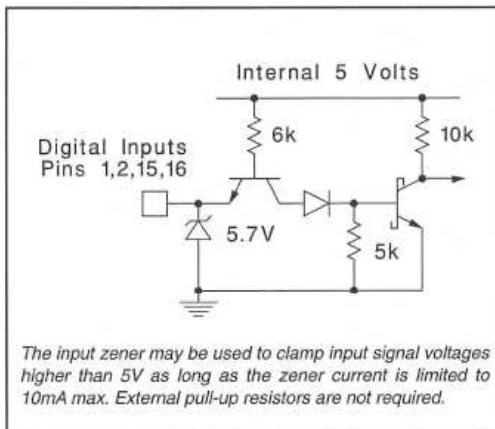 Internal 5 Volts
6k
10k
Digital Inputs
Pins 1,2,15,16
5.7V
5k
The input zener may be used to clamp input signal voltages
higher than 5V as long as the zener current is limited to
10mA max. External pull-up resistors are not required.